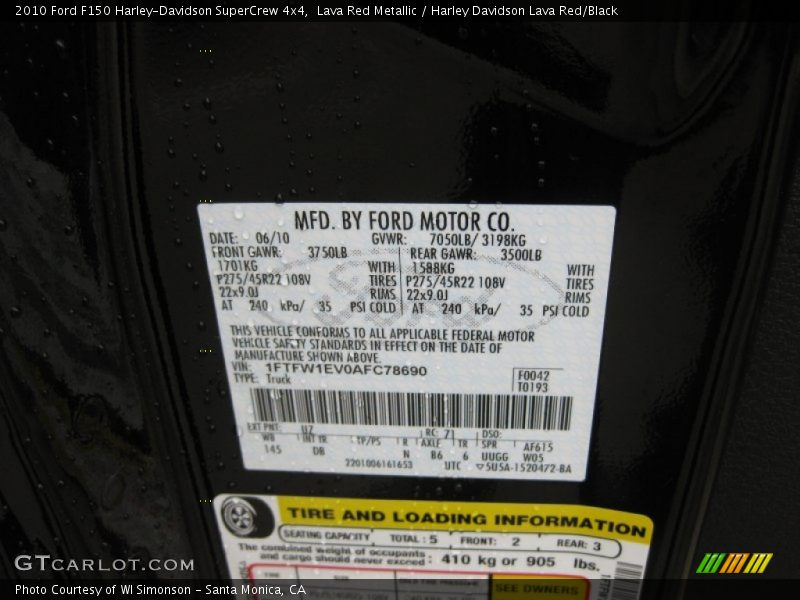 2010 Ford F150 Harley-Davidson SuperCrew 4x4,  Lava Red Metallic / Harley Davidson Lava Red/Black
MFD. BY FORD MOTOR CO.
DATE: 06/10 GVWR: 7050LB/ 3198KG
FRONT GAWR: 3750LB REAR GAWR: 3500LB
1701KG WITH 1588KG WITH
P275/45R22 108V TIRES P275/45R22 108V TIRES
22x9.0J RIMS 22x9.0J RIMS
AT 240 kPa/ 35 PSI COLD AT 240 kPa/ 35 PSI COLD
THIS VEHICLE CONFORMS TO ALL APPLICABLE FEDERAL MOTOR
VEHICLE SAFETY STANDARDS IN EFFECT ON THE DATE OF
MANUFACTURE SHOWN ABOVE.
VIN: 1FTFW1EV0AFC78690
TYPE: Truck
F0042
T0193
EXT PNT: UZ RC: 71 DSO:
WB INT TR TP/PS R AXLE TR SPR AF615
145 DB N B6 6 UUGG W05
2201006161653 UTC ▽5U5A-1520472-BA
TIRE AND LOADING INFORMATION
SEATING CAPACITY TOTAL: 5 FRONT: 2 REAR: 3
The combined weight of occupants
and cargo should never exceed: 410 kg or 905 lbs.
SEE OWNERS
GTCARLOT.COM
Photo Courtesy of WI Simonson - Santa Monica, CA